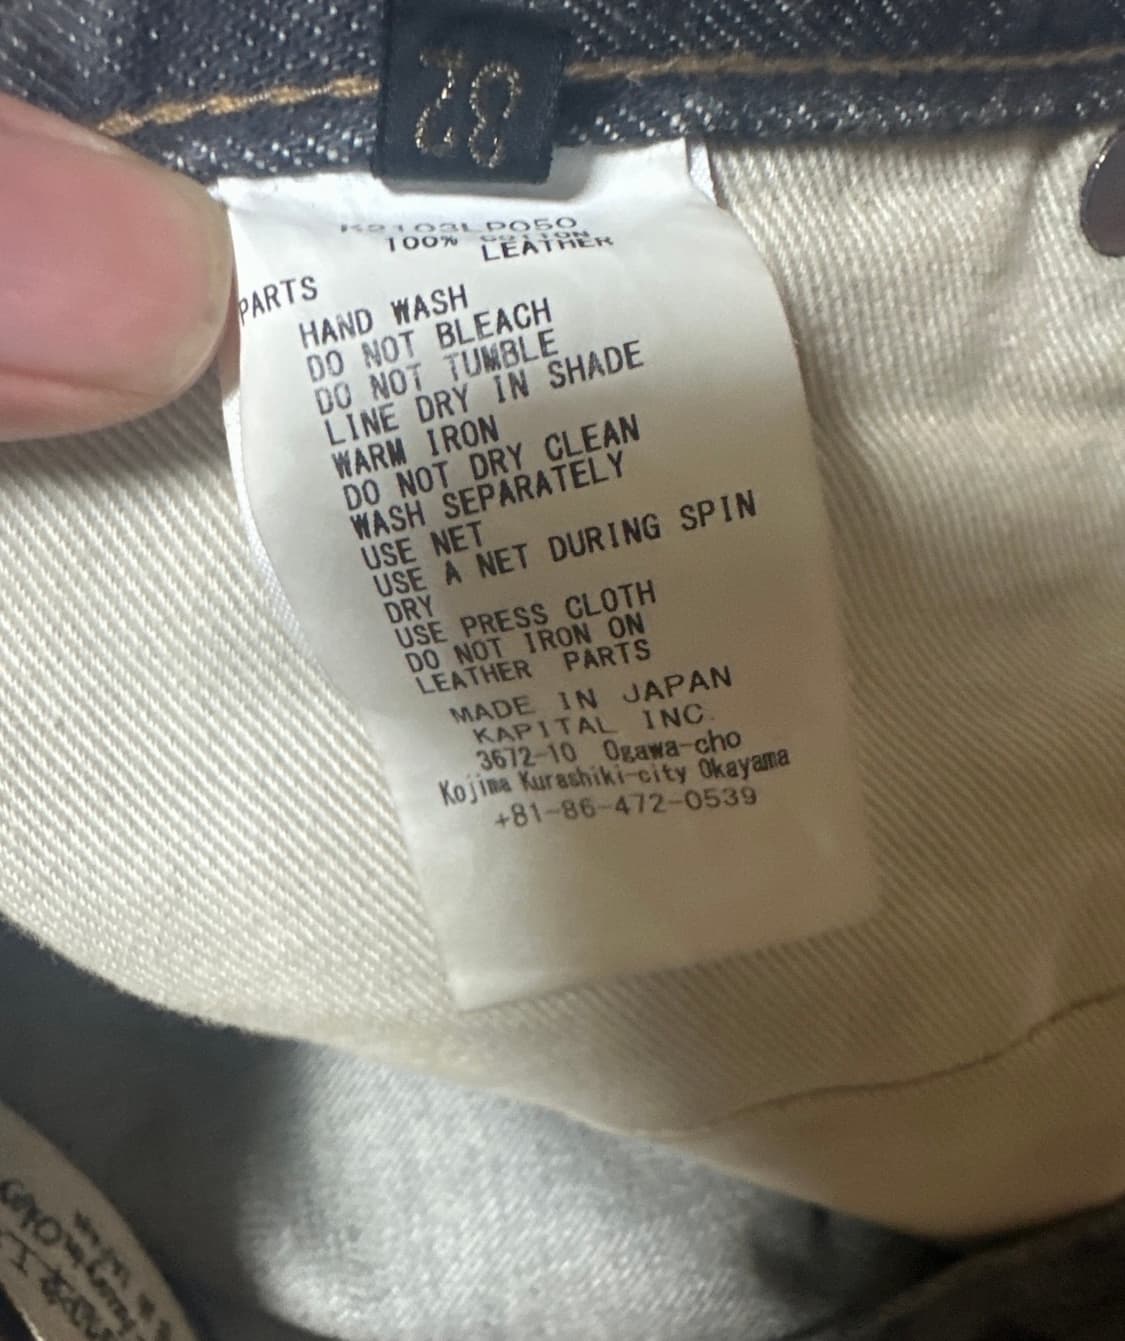 28
K2103LP050
100% COTTON
LEATHER
PARTS
HAND WASH
DO NOT BLEACH
DO NOT TUMBLE
LINE DRY IN SHADE
WARM IRON
DO NOT DRY CLEAN
WASH SEPARATELY
USE NET
USE A NET DURING SPIN
DRY
USE PRESS CLOTH
DO NOT IRON ON
LEATHER PARTS
MADE IN JAPAN
KAPITAL INC.
3672-10 Ogawa-cho
Kojima Kurashiki-city Okayama
+81-86-472-0539